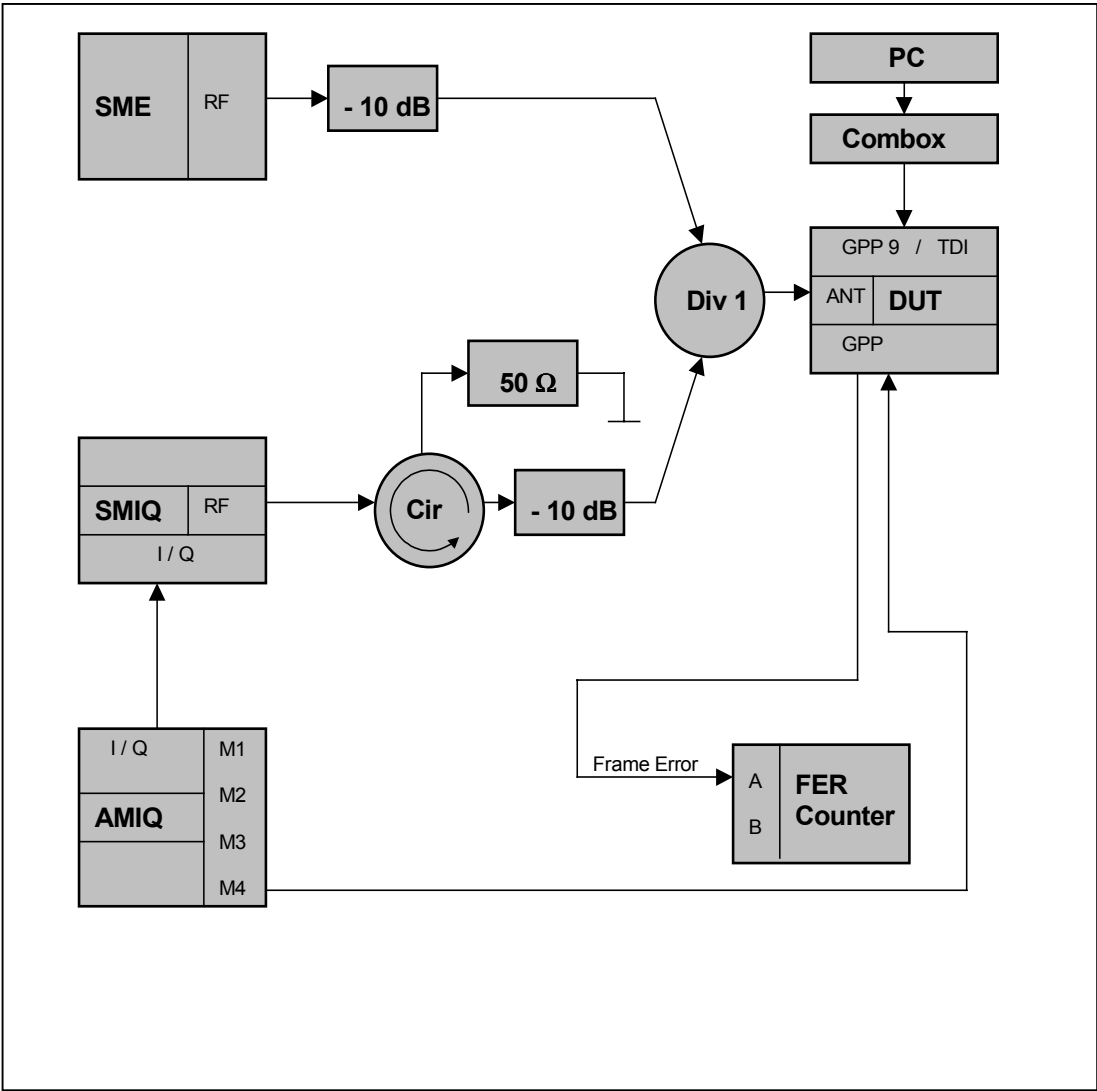 SME
RF
- 10 dB
PC
Combox
GPP 9 / TDI
ANT
DUT
GPP
Div 1
50 Ω
SMIQ
RF
I / Q
Cir
- 10 dB
I / Q
M1
M2
AMIQ
M3
M4
Frame Error
A
B
FER
Counter